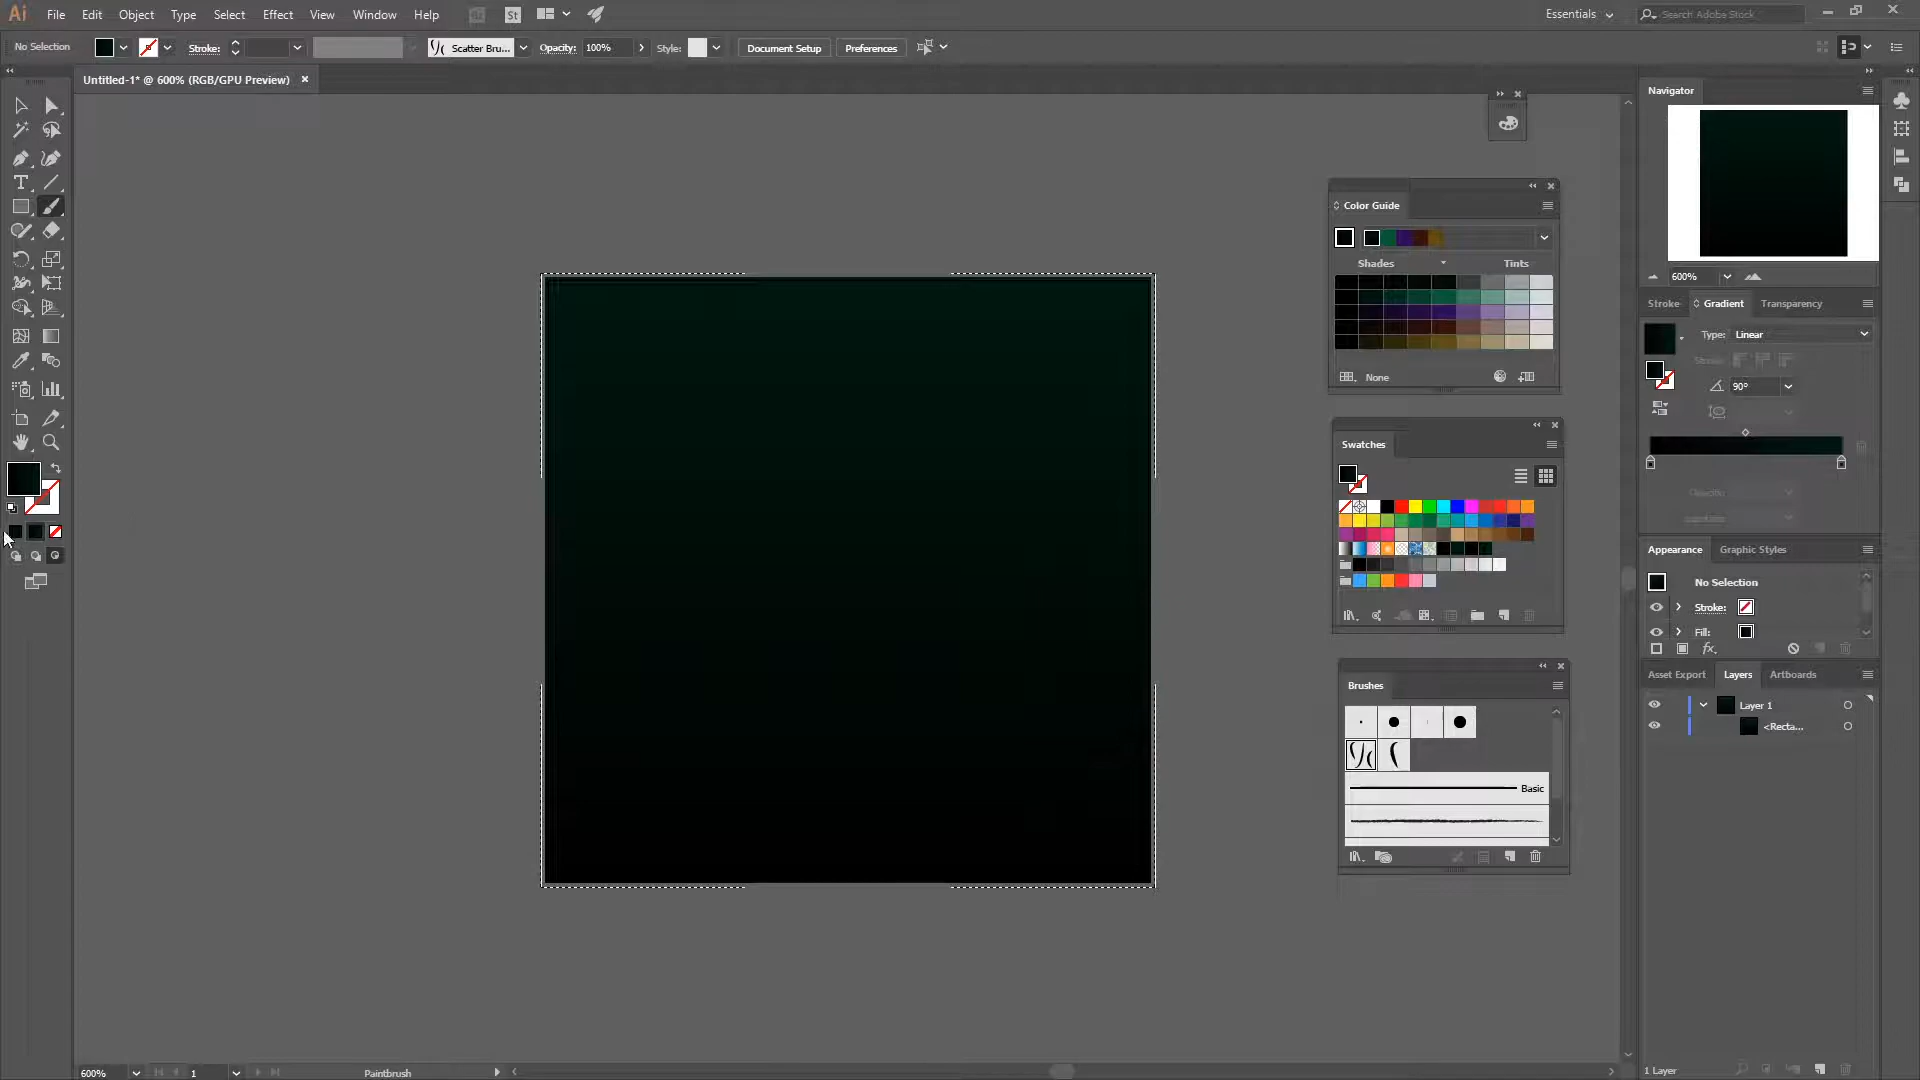 Ai File Edit Object Type Select Effect View Window Help Br St Essentials Search Adobe Stock
No Selection Stroke: Scatter Bru... Opacity: 100% Style: Document Setup Preferences
Untitled-1* @ 600% (RGB/GPU Preview)
Navigator
600%
Color Guide
Shades Tints
None
Stroke Gradient Transparency
Type: Linear
Stroke:
90°
Opacity:
Swatches
Appearance Graphic Styles
No Selection
Stroke:
Fill:
fx
Asset Export Layers Artboards
Layer 1
<Recta...
Brushes
Basic
600% 1 Paintbrush
1 Layer